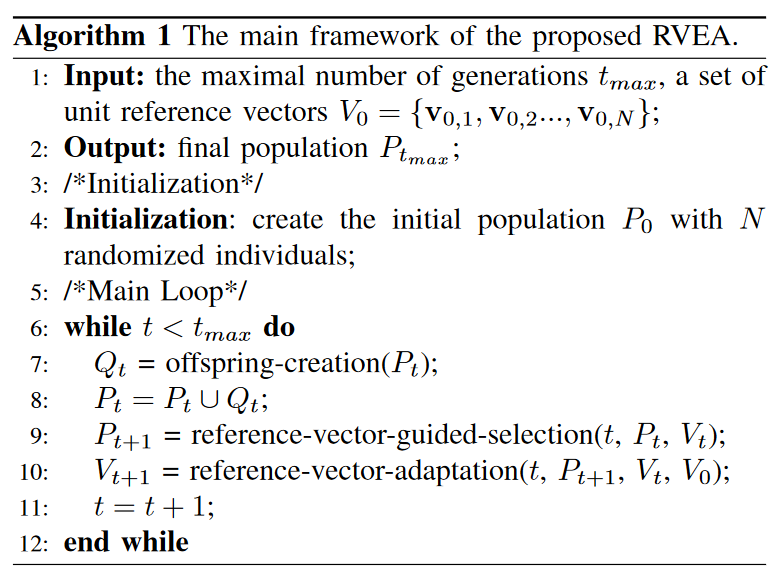 Algorithm 1 The main framework of the proposed RVEA.
1: Input: the maximal number of generations $t_{max}$, a set of
unit reference vectors $V_0 = \{\mathbf{v}_{0,1}, \mathbf{v}_{0,2}..., \mathbf{v}_{0,N}\}$;
2: Output: final population $P_{t_{max}}$;
3: /*Initialization*/
4: Initialization: create the initial population $P_0$ with $N$
randomized individuals;
5: /*Main Loop*/
6: while $t < t_{max}$ do
7: $Q_t$ = offspring-creation($P_t$);
8: $P_t = P_t \cup Q_t$;
9: $P_{t+1}$ = reference-vector-guided-selection($t$, $P_t$, $V_t$);
10: $V_{t+1}$ = reference-vector-adaptation($t$, $P_{t+1}$, $V_t$, $V_0$);
11: $t = t + 1$;
12: end while